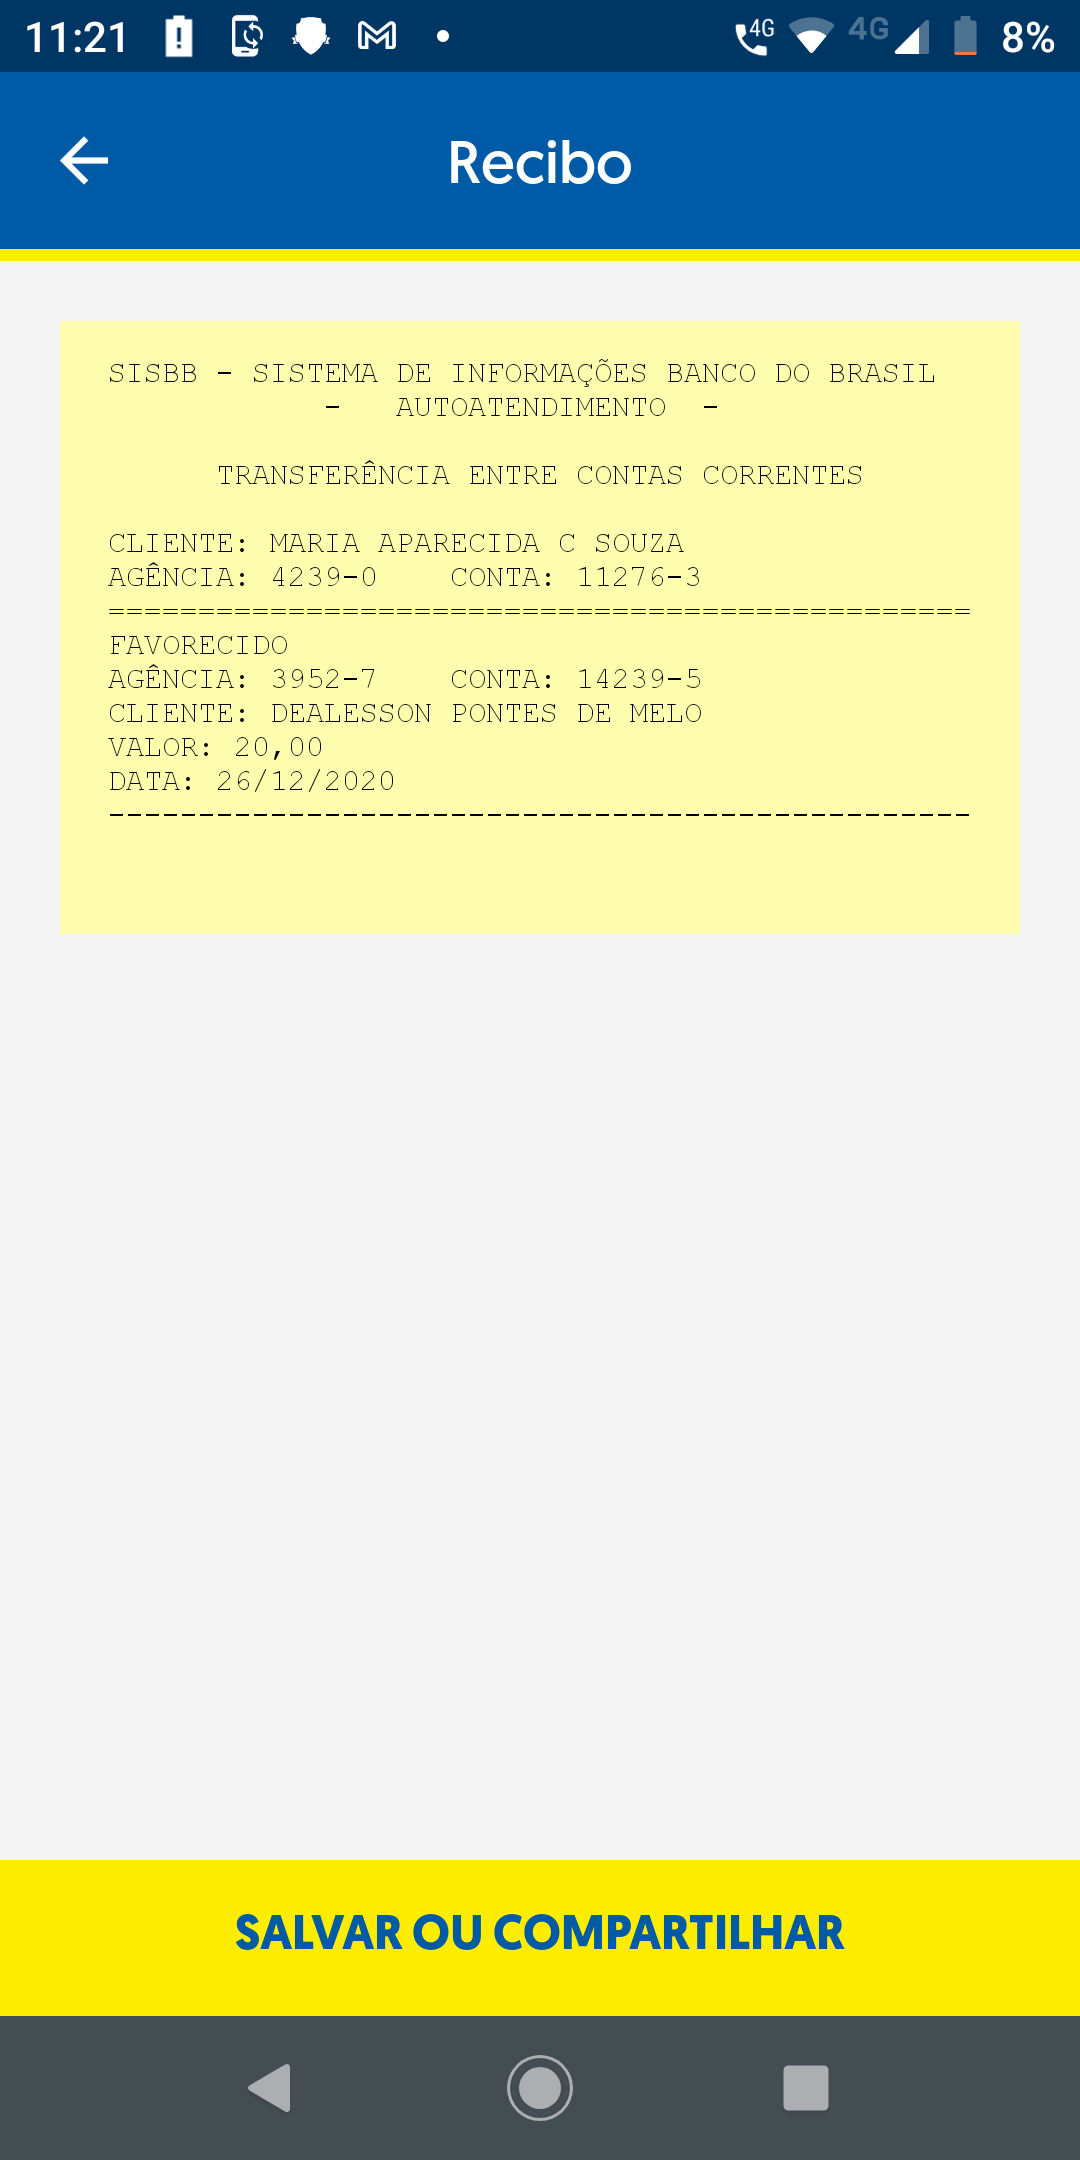 11:21
4G
4G
8%
Recibo
SISBB - SISTEMA DE INFORMAÇÕES BANCO DO BRASIL
- AUTOATENDIMENTO -
TRANSFERÊNCIA ENTRE CONTAS CORRENTES
CLIENTE: MARIA APARECIDA C SOUZA
AGÊNCIA: 4239-0 CONTA: 11276-3
================================================
FAVORECIDO
AGÊNCIA: 3952-7 CONTA: 14239-5
CLIENTE: DEALESSON PONTES DE MELO
VALOR: 20,00
DATA: 26/12/2020
------------------------------------------------
SALVAR OU COMPARTILHAR